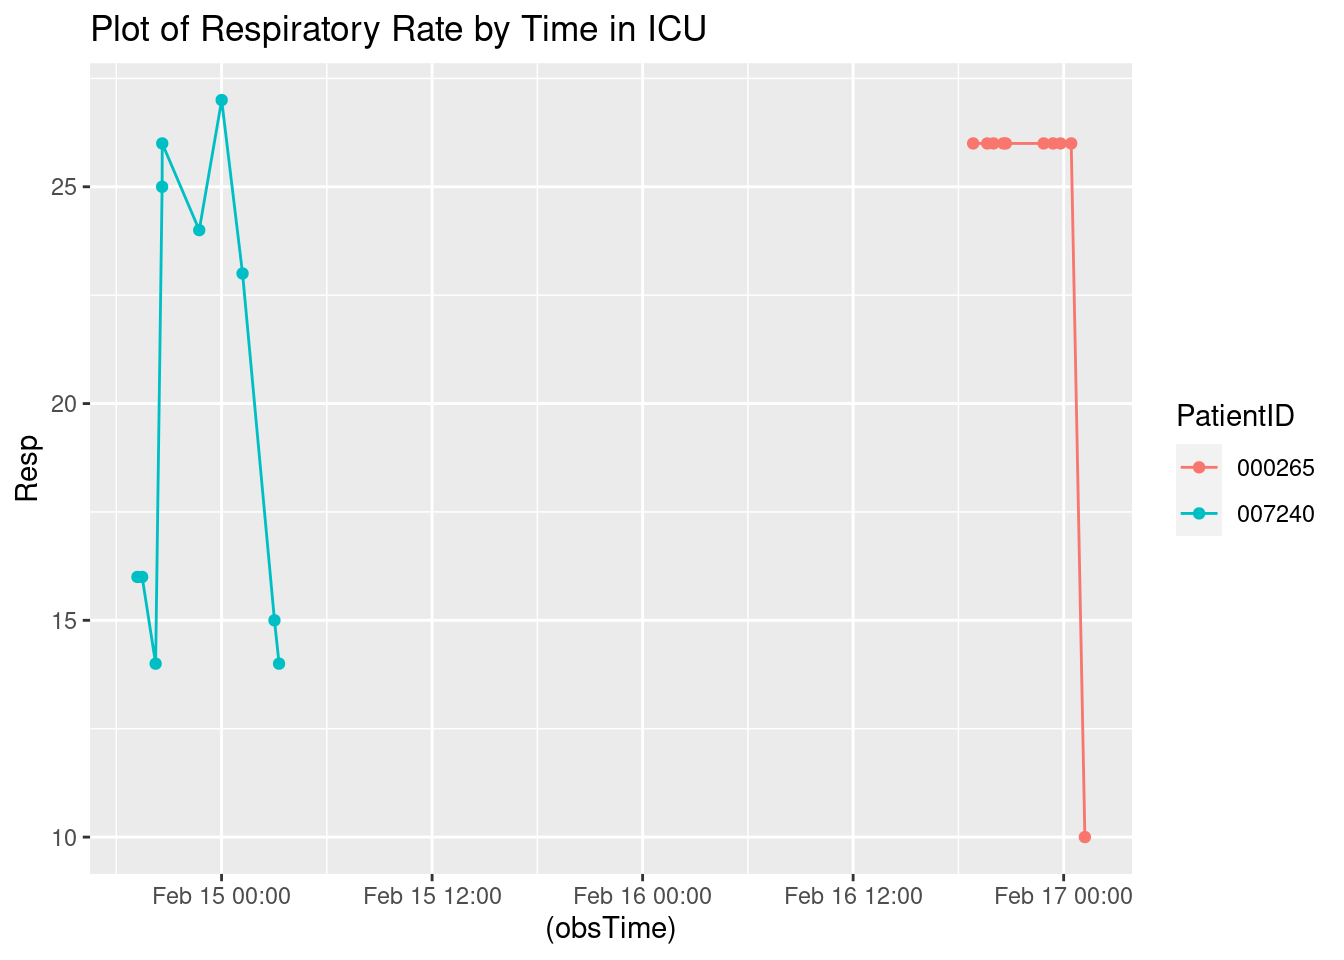 Plot of Respiratory Rate by Time in ICU
25
20
15
10
Resp
Feb 15 00:00
Feb 15 12:00
Feb 16 00:00
Feb 16 12:00
Feb 17 00:00
(obsTime)
PatientID
000265
007240